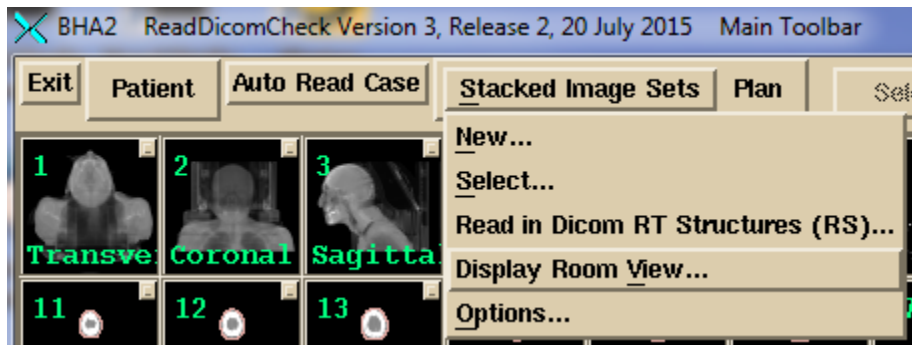 BHA2 ReadDicomCheck Version 3, Release 2, 20 July 2015 Main Toolbar
Exit Patient Auto Read Case Stacked Image Sets Plan
New...
Select...
Read in Dicom RT Structures (RS)...
Display Room View...
Options...
1 2 3
Transve Coronal Sagitta
11 12 13